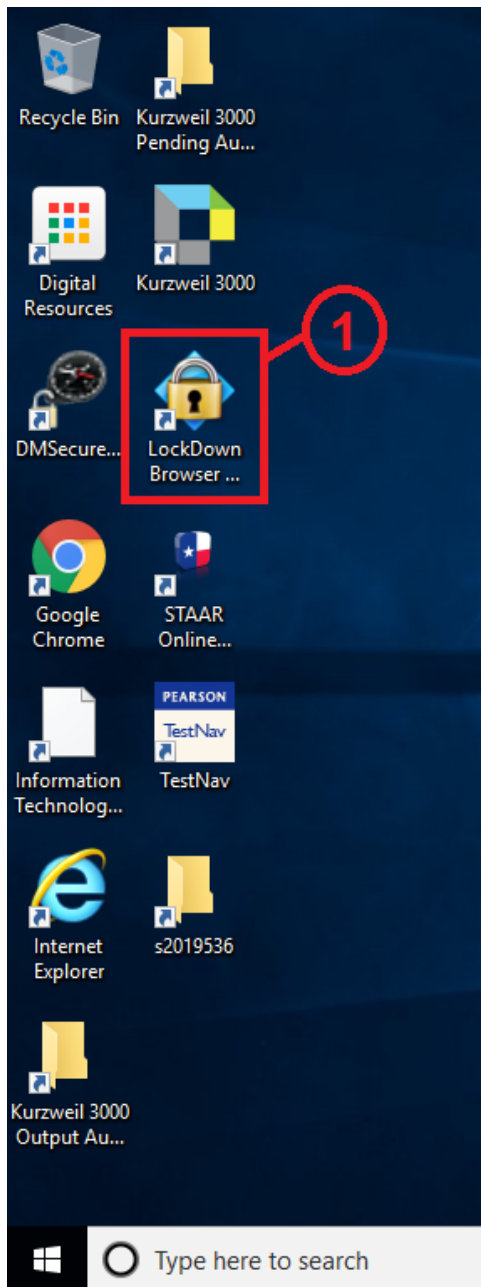 Recycle Bin
Kurzweil 3000
Pending Au...
Digital
Resources
Kurzweil 3000
1
DMSecure...
LockDown
Browser ...
Google
Chrome
STAAR
Online...
Information
Technolog...
PEARSON
TestNav
TestNav
Internet
Explorer
s2019536
Kurzweil 3000
Output Au...
Type here to search